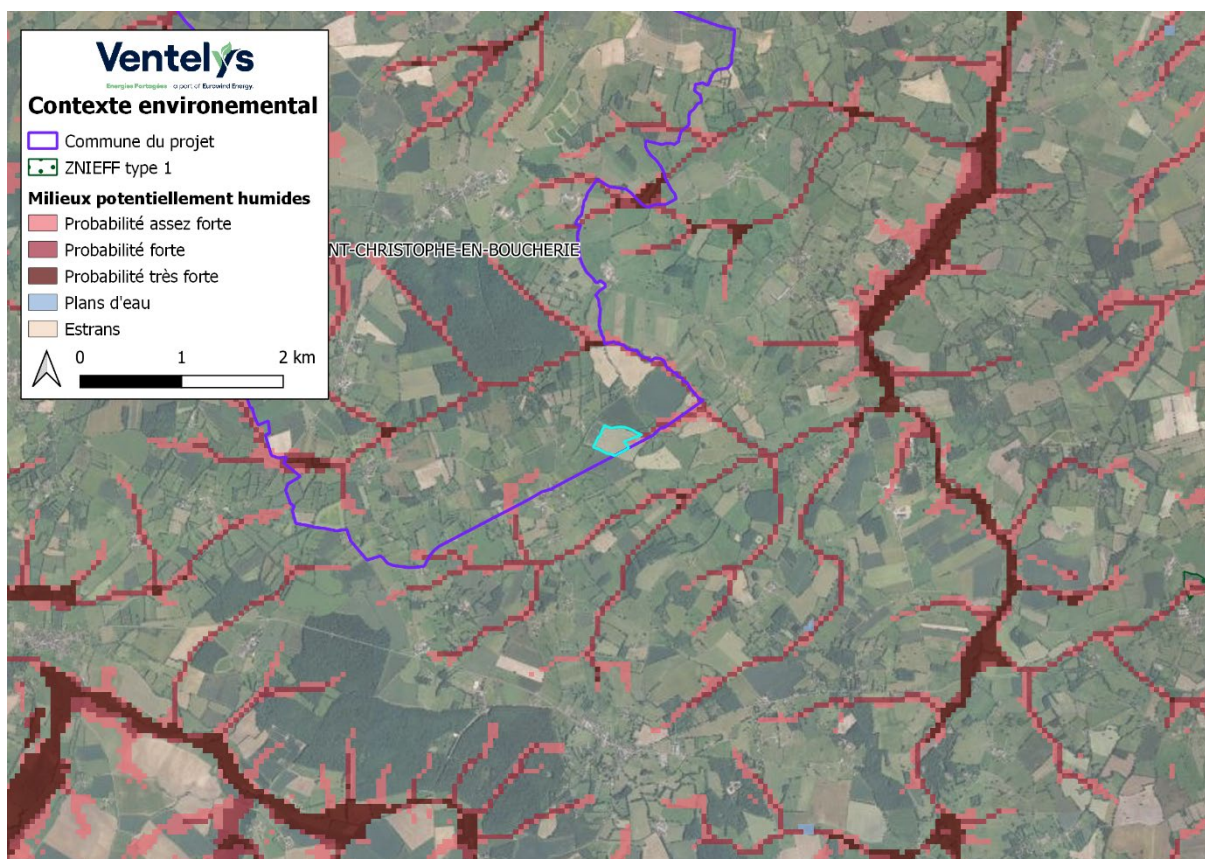 Ventelys
Energies Partagées - a part of Eurowind Energy.
Contexte environemental
Commune du projet
ZNIEFF type 1
Milieux potentiellement humides
Probabilité assez forte
Probabilité forte
Probabilité très forte
Plans d'eau
Estrans
0 1 2 km
NT-CHRISTOPHE-EN-BOUCHERIE